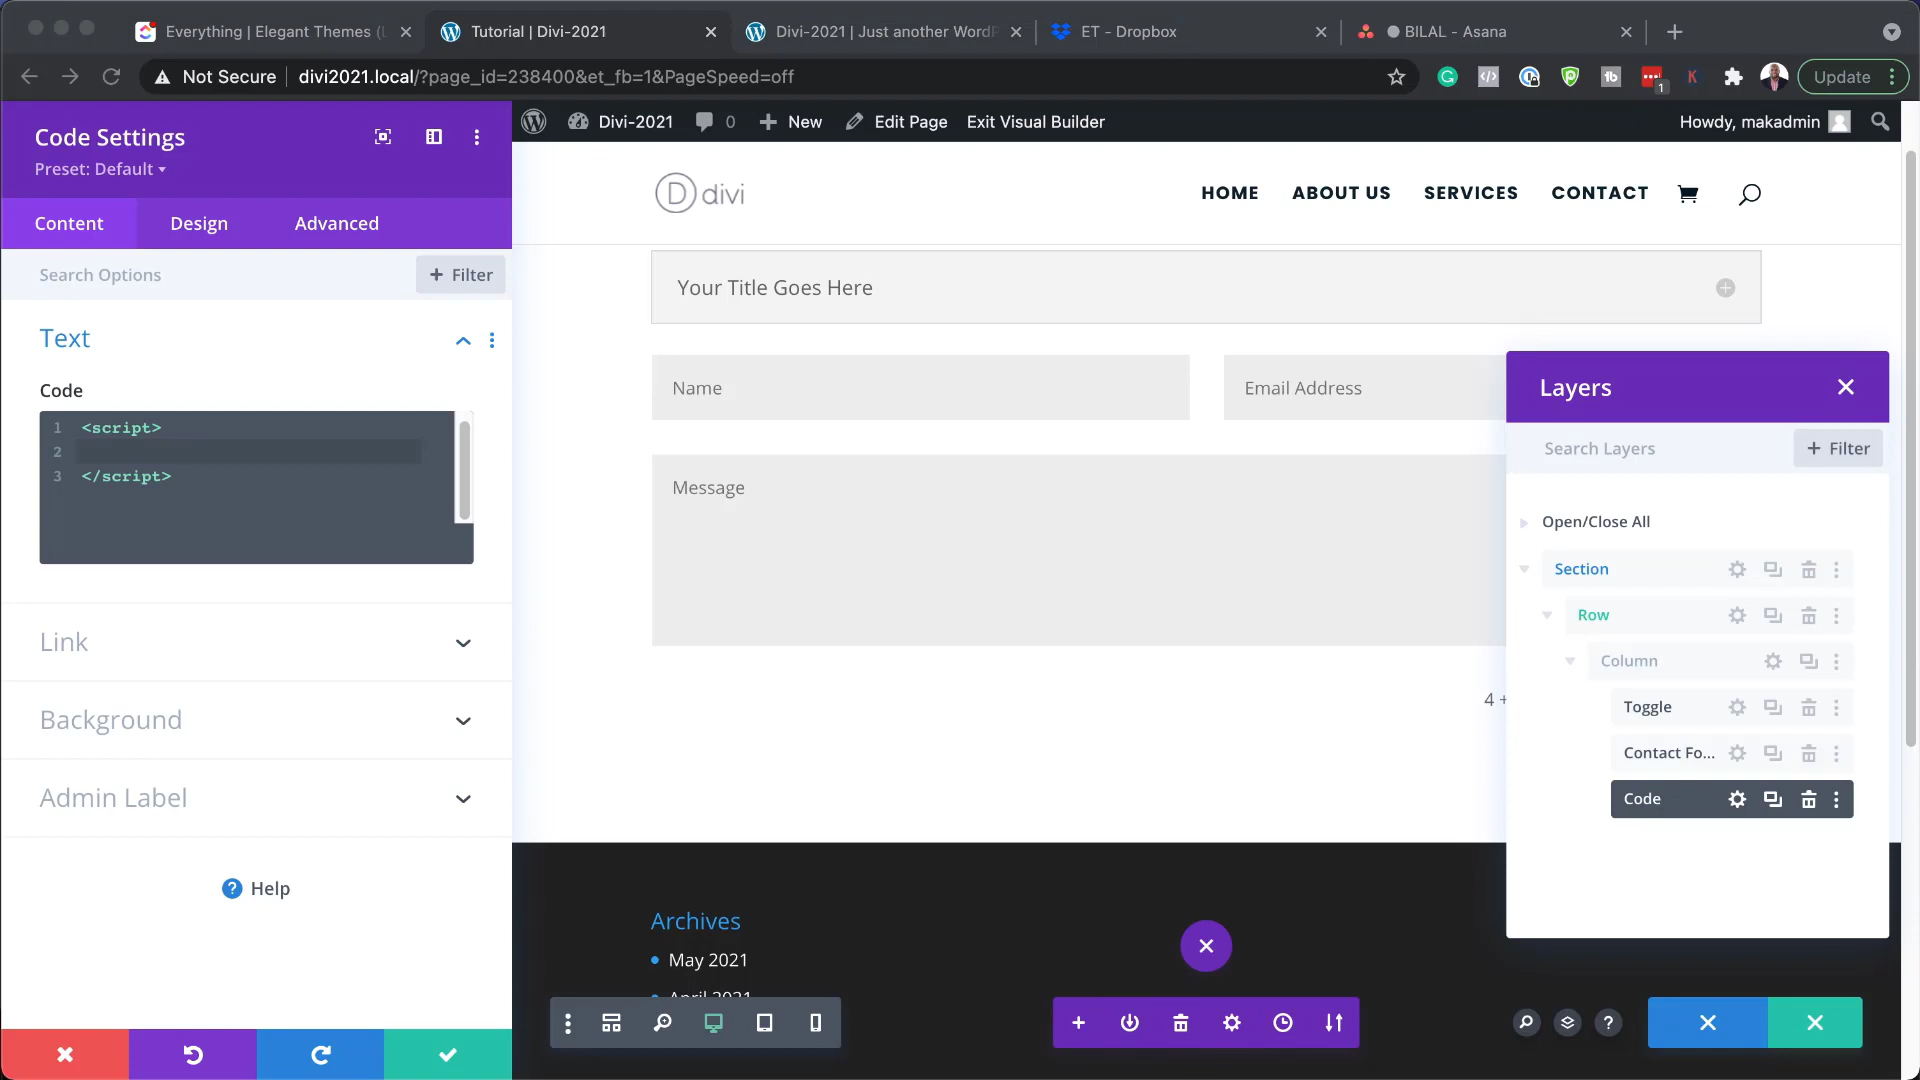 Everything | Elegant Themes (
Tutorial | Divi-2021
Divi-2021 | Just another WordP
ET - Dropbox
BILAL - Asana
Not Secure
divi2021.local/?page_id=238400&et_fb=1&PageSpeed=off
1
Update
Code Settings
Preset: Default
Content
Design
Advanced
Search Options
+ Filter
Text
Code
1 <script>
2
3 </script>
Link
Background
Admin Label
Help
Divi-2021
0
New
Edit Page
Exit Visual Builder
Howdy, makadmin
divi
HOME
ABOUT US
SERVICES
CONTACT
Your Title Goes Here
Name
Email Address
Message
4 +
Archives
May 2021
April 2021
Layers
Search Layers
+ Filter
Open/Close All
Section
Row
Column
Toggle
Contact Fo...
Code